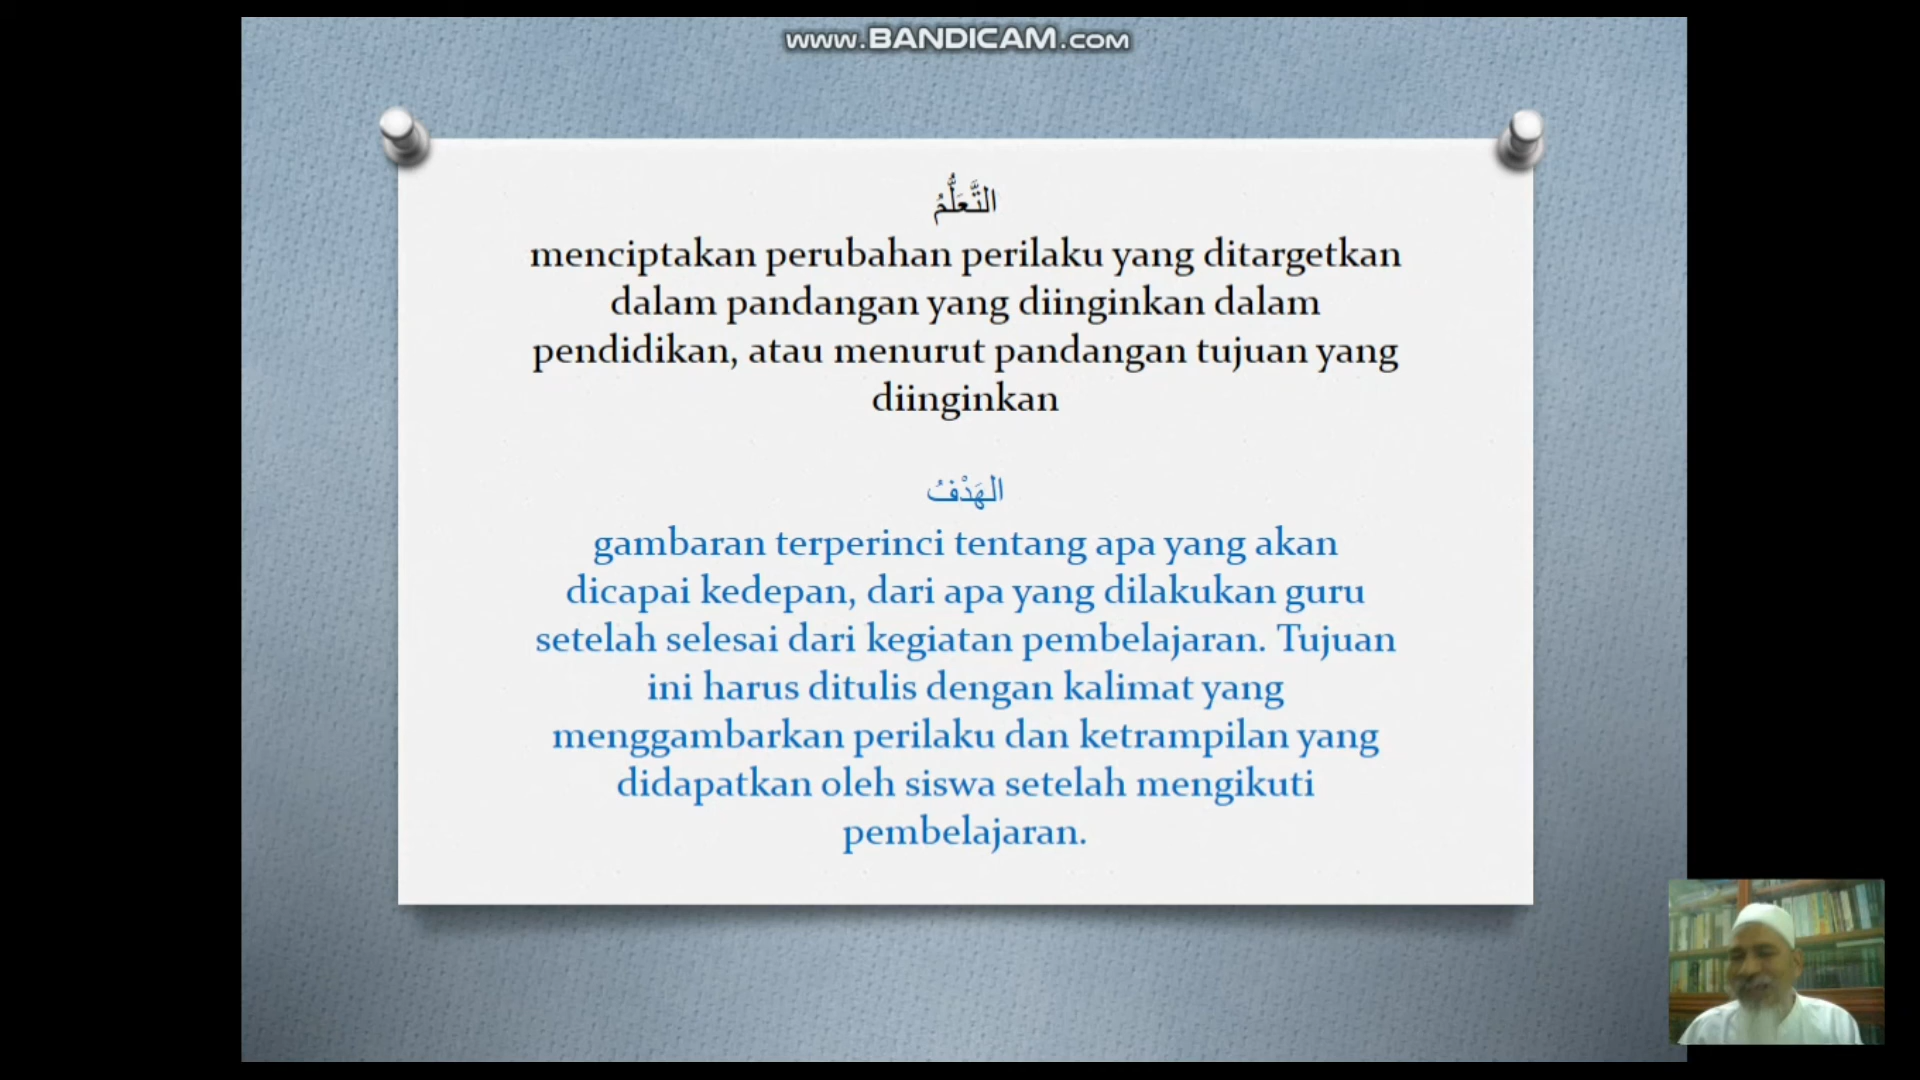 www.BANDICAM.com
التَّعَلُّمُ
menciptakan perubahan perilaku yang ditargetkan
dalam pandangan yang diinginkan dalam
pendidikan, atau menurut pandangan tujuan yang
diinginkan
الهَدْفُ
gambaran terperinci tentang apa yang akan
dicapai kedepan, dari apa yang dilakukan guru
setelah selesai dari kegiatan pembelajaran. Tujuan
ini harus ditulis dengan kalimat yang
menggambarkan perilaku dan ketrampilan yang
didapatkan oleh siswa setelah mengikuti
pembelajaran.